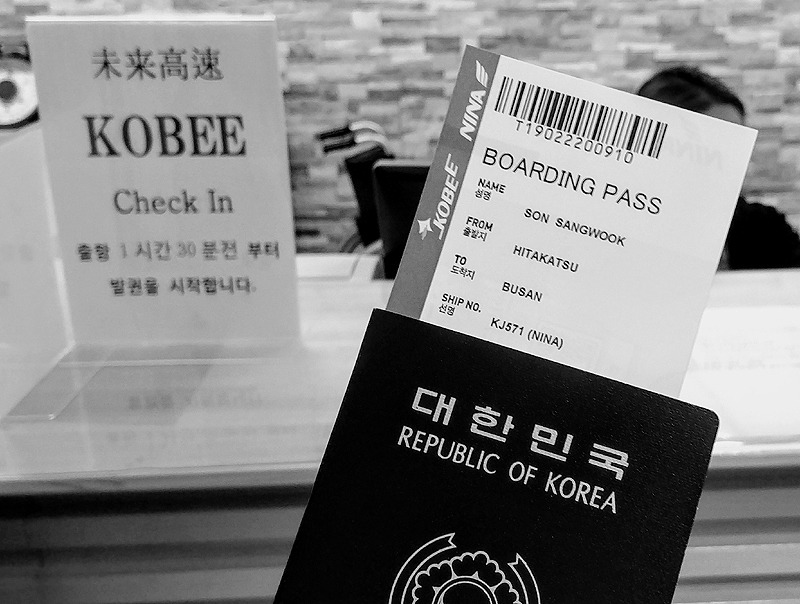 未来高速
KOBEE
Check In
출항 1 시간 30 분전 부터
발권을 시작합니다.
KOBEE NINA
T19022200910
BOARDING PASS
NAME
성명
SON SANGWOOK
FROM
출발지
HITAKATSU
TO
도착지
BUSAN
SHIP NO.
선명
KJ571 (NINA)
대한민국
REPUBLIC OF KOREA